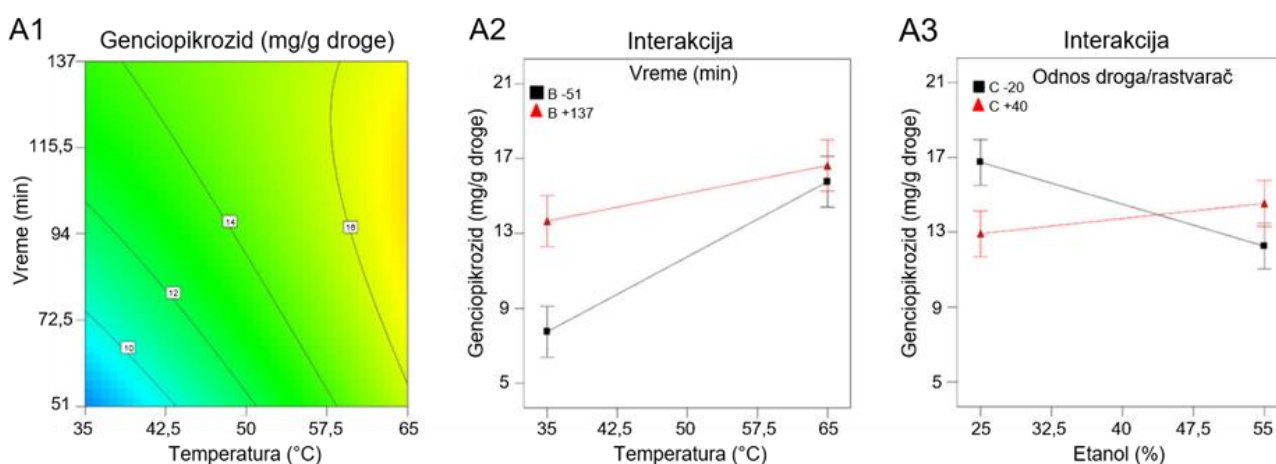 A1
Genciopikrozid (mg/g droge)
137
115,5
94
72,5
51
Vreme (min)
14
16
12
10
35
42,5
50
57,5
65
Temperatura (°C)
A2
Interakcija
Vreme (min)
B -51
B +137
21
17
13
9
5
Genciopikrozid (mg/g droge)
35
42,5
50
57,5
65
Temperatura (°C)
A3
Interakcija
Odnos droga/rastvarač
C -20
C +40
21
17
13
9
5
Genciopikrozid (mg/g droge)
25
32,5
40
47,5
55
Etanol (%)